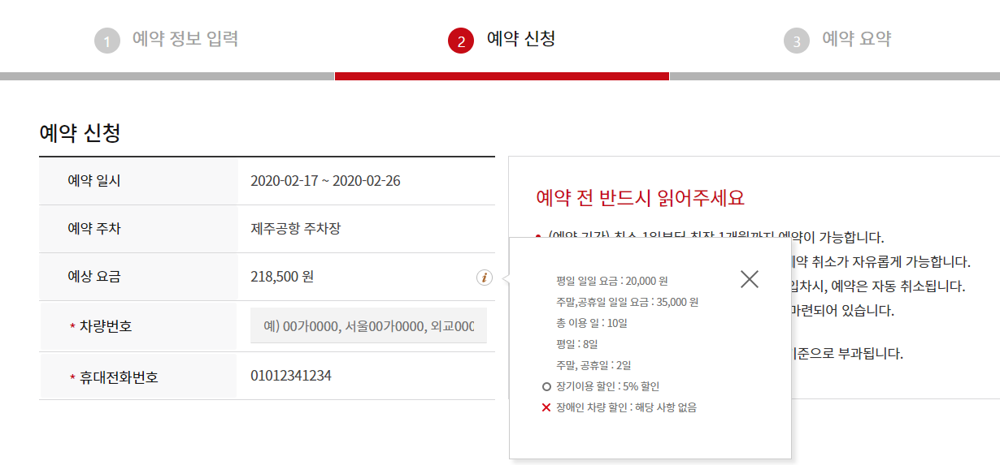 1 예약 정보 입력
2 예약 신청
3 예약 요약
예약 신청
예약 일시 2020-02-17 ~ 2020-02-26
예약 주차 제주공항 주차장
예상 요금 218,500 원 i
* 차량번호 예) 00가0000, 서울00가0000, 외교000
* 휴대전화번호 01012341234
예약 전 반드시 읽어주세요
• (예약 기간) 최소 1일부터 최장 1개월까지 예약이 가능합니다.
취소가 자유롭게 가능합니다.
입차시, 예약은 자동 취소됩니다.
마련되어 있습니다.
기준으로 부과됩니다.
평일 일일 요금 : 20,000 원
주말,공휴일 일일 요금 : 35,000 원
총 이용 일 : 10일
평일 : 8일
주말, 공휴일 : 2일
장기이용 할인 : 5% 할인
장애인 차량 할인 : 해당 사항 없음